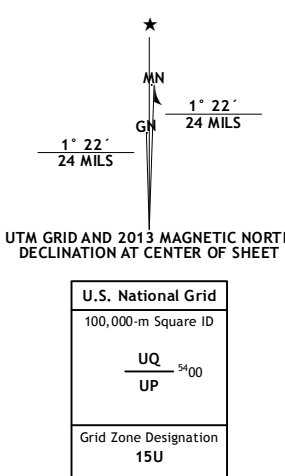 ★
MN
1° 22´
24 MILS
GN
1° 22´
24 MILS
UTM GRID AND 2013 MAGNETIC NORTH
DECLINATION AT CENTER OF SHEET
U.S. National Grid
100,000-m Square ID
UQ
5400
UP
Grid Zone Designation
15U